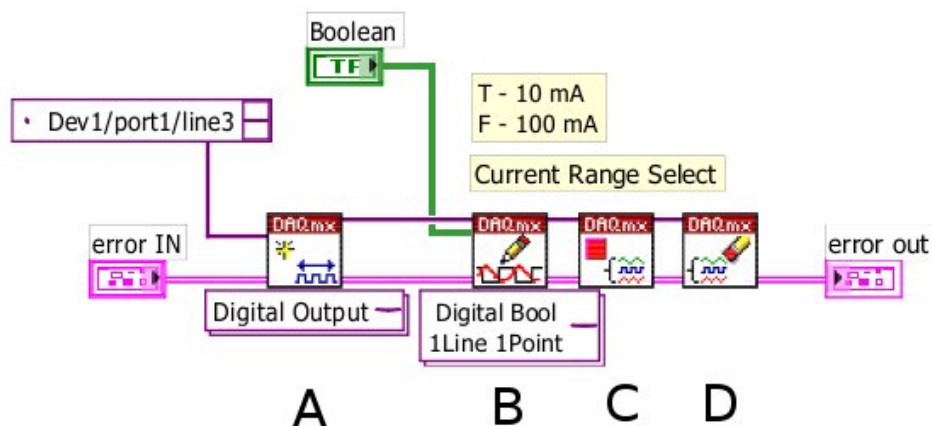 Boolean
TF
T - 10 mA
F - 100 mA
Dev1/port1/line3
Current Range Select
DAQmx
DAQmx
DAQmx
DAQmx
error IN
error out
Digital Output
Digital Bool
1Line 1Point
A
B
C
D